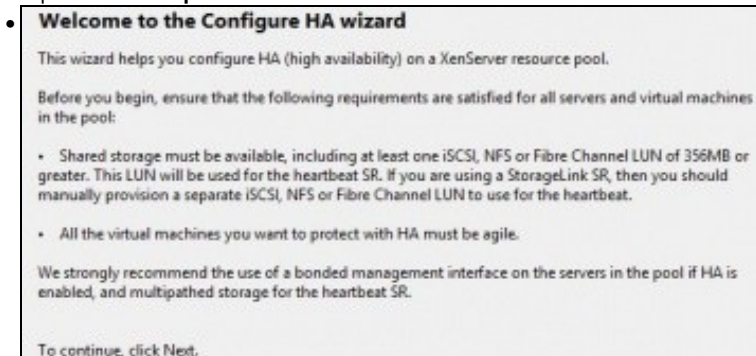 Welcome to the Configure HA wizard
This wizard helps you configure HA (high availability) on a XenServer resource pool.
Before you begin, ensure that the following requirements are satisfied for all servers and virtual machines
in the pool:
• Shared storage must be available, including at least one iSCSI, NFS or Fibre Channel LUN of 356MB or
greater. This LUN will be used for the heartbeat SR. If you are using a StorageLink SR, then you should
manually provision a separate iSCSI, NFS or Fibre Channel LUN to use for the heartbeat.
• All the virtual machines you want to protect with HA must be agile.
We strongly recommend the use of a bonded management interface on the servers in the pool if HA is
enabled, and multipathed storage for the heartbeat SR.
To continue, click Next.